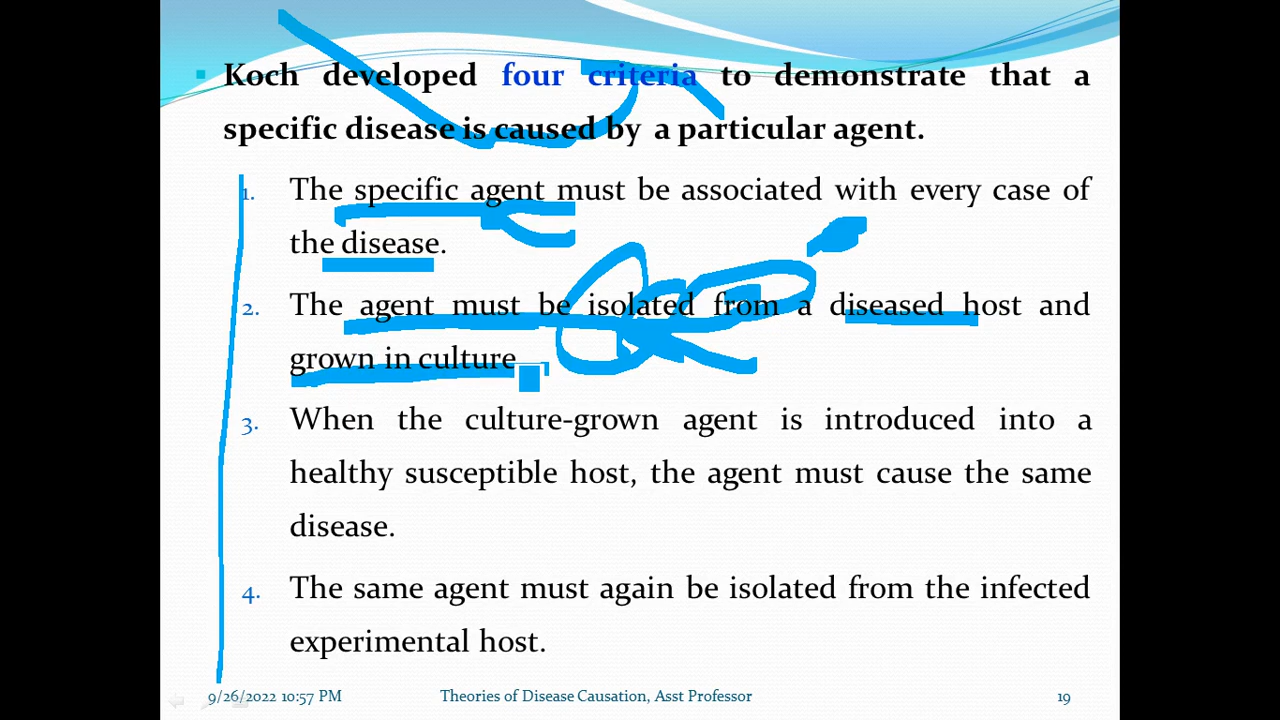 Koch developed four criteria to demonstrate that a
specific disease is caused by a particular agent.
1. The specific agent must be associated with every case of
the disease.
2. The agent must be isolated from a diseased host and
grown in culture
3. When the culture-grown agent is introduced into a
healthy susceptible host, the agent must cause the same
disease.
4. The same agent must again be isolated from the infected
experimental host.
9/26/2022 10:57 PM Theories of Disease Causation, Asst Professor 19